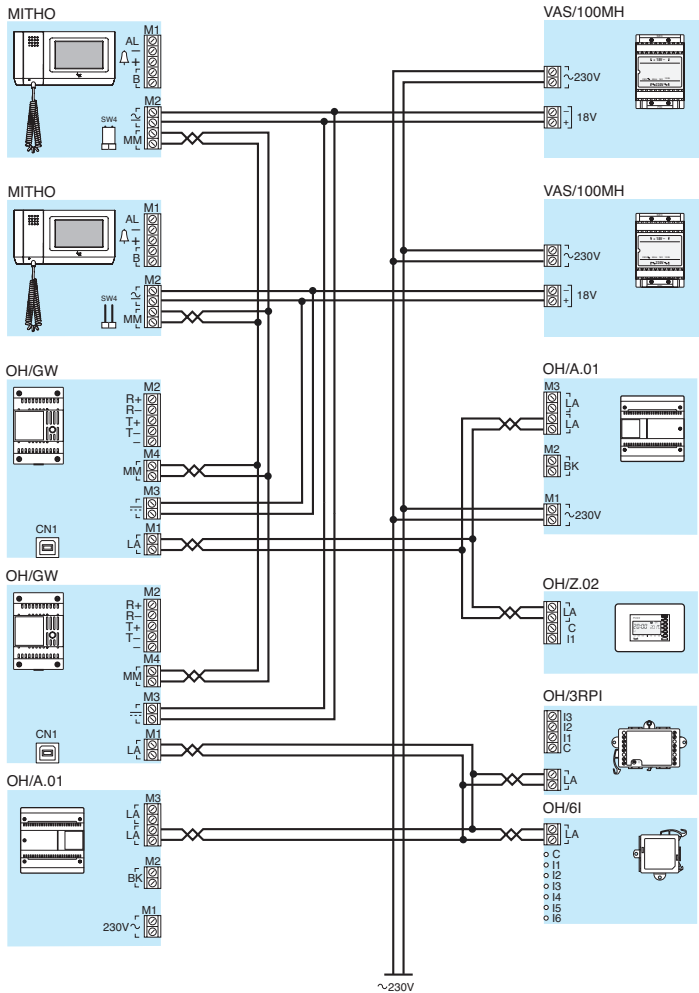 MITHO
M1
AL
–
+
B
M2
SW4
MM
MITHO
M1
AL
–
+
B
M2
SW4
MM
OH/GW
M2
R+
R–
T+
T–
–
M4
MM
M3
CN1
M1
LA
OH/GW
M2
R+
R–
T+
T–
–
M4
MM
M3
CN1
M1
LA
OH/A.01
M3
LA
LA
M2
BK
M1
230V~
VAS/100MH
~230V
–
+
18V
VAS/100MH
~230V
–
+
18V
OH/A.01
M3
LA
LA
M2
BK
M1
~230V
OH/Z.02
LA
C
I1
OH/3RPI
I3
I2
I1
C
LA
OH/6I
LA
C
I1
I2
I3
I4
I5
I6
~230V